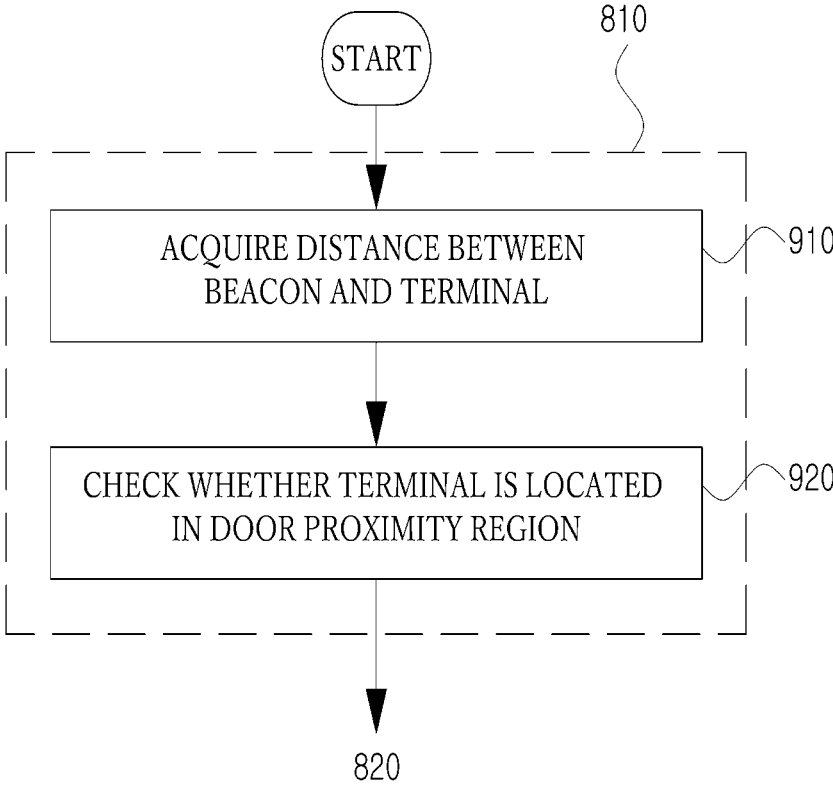 810
START
ACQUIRE DISTANCE BETWEEN
BEACON AND TERMINAL
910
CHECK WHETHER TERMINAL IS LOCATED
IN DOOR PROXIMITY REGION
920
820